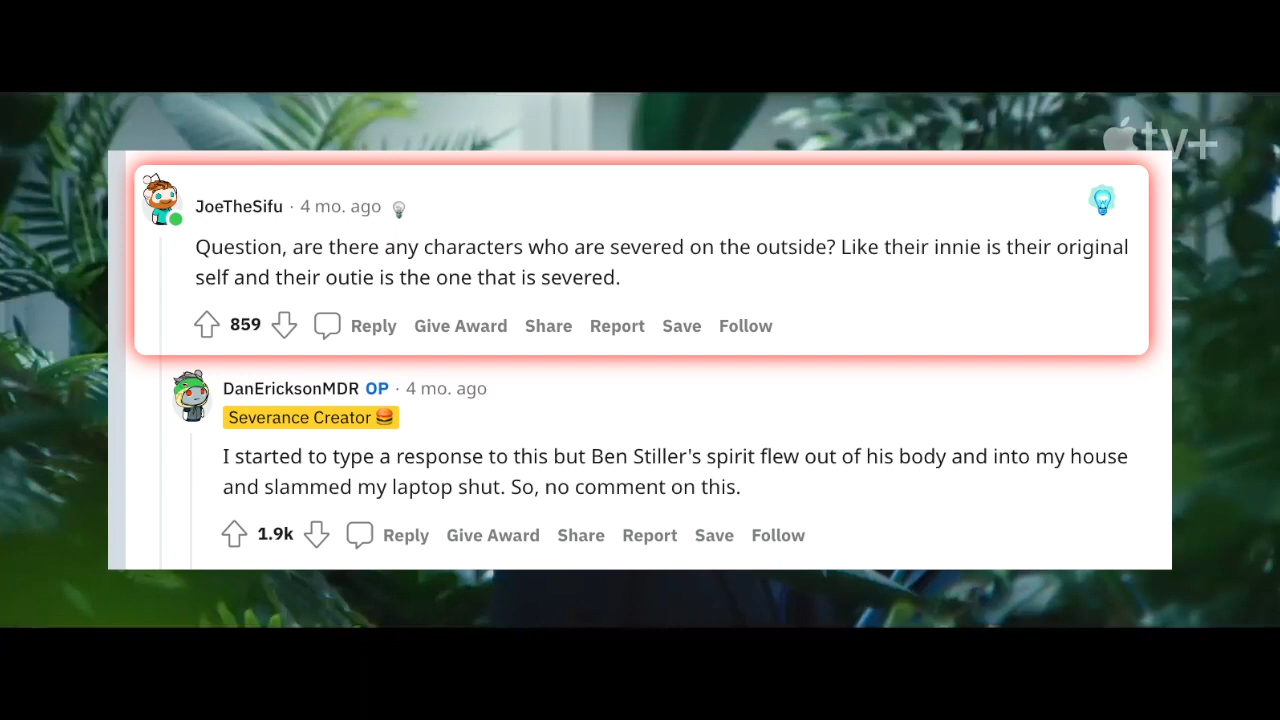 tv+
JoeTheSifu · 4 mo. ago
Question, are there any characters who are severed on the outside? Like their innie is their original
self and their outie is the one that is severed.
859 Reply Give Award Share Report Save Follow
DanEricksonMDR OP · 4 mo. ago
Severance Creator 🍔
I started to type a response to this but Ben Stiller's spirit flew out of his body and into my house
and slammed my laptop shut. So, no comment on this.
1.9k Reply Give Award Share Report Save Follow